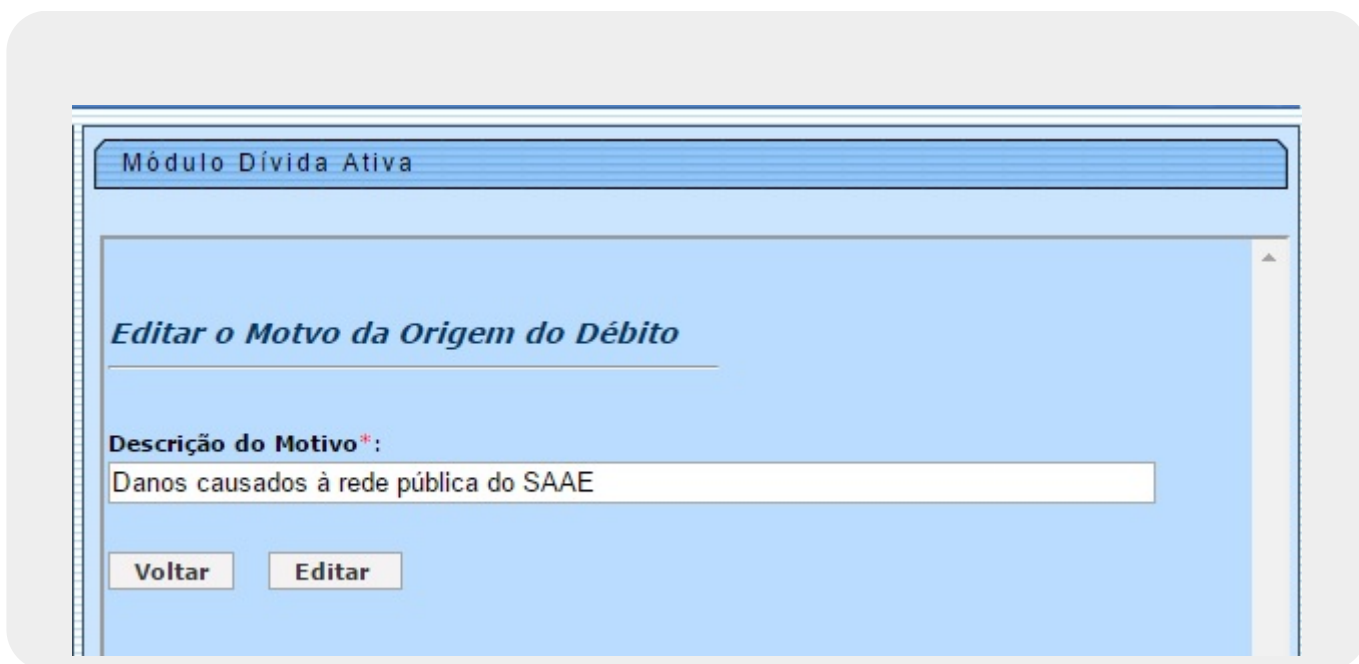 Módulo Dívida Ativa
Editar o Motvo da Origem do Débito
Descrição do Motivo*:
Danos causados à rede pública do SAAE
Voltar Editar